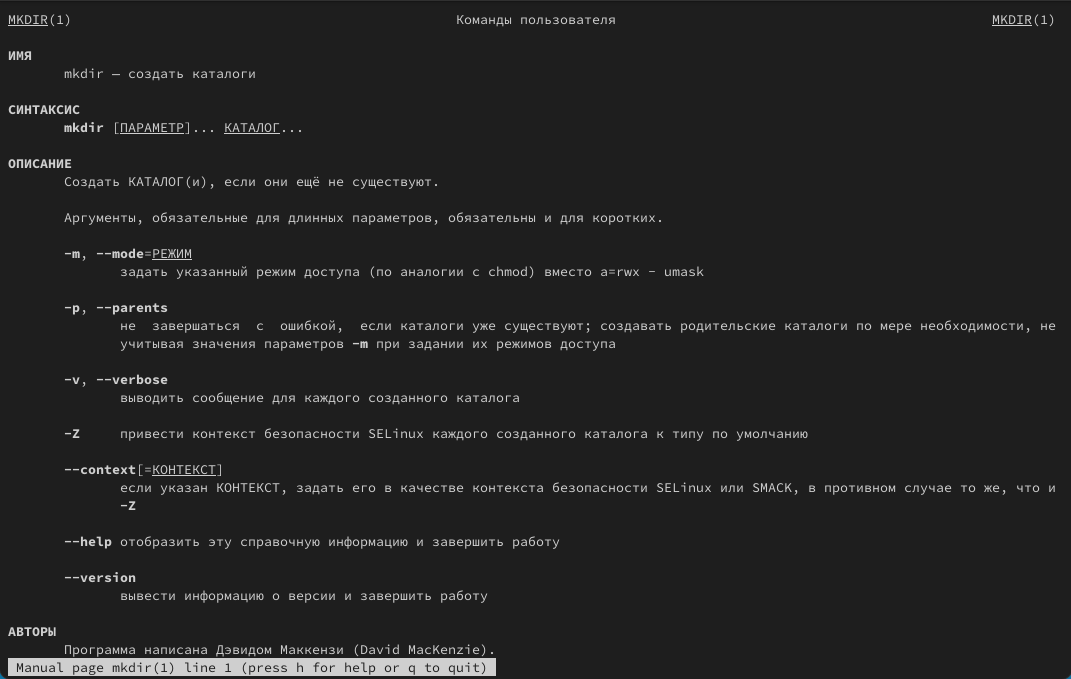 MKDIR(1) Команды пользователя MKDIR(1)
ИМЯ
mkdir — создать каталоги
СИНТАКСИС
mkdir [ПАРАМЕТР]... КАТАЛОГ...
ОПИСАНИЕ
Создать КАТАЛОГ(и), если они ещё не существуют.
Аргументы, обязательные для длинных параметров, обязательны и для коротких.
-m, --mode=РЕЖИМ
задать указанный режим доступа (по аналогии с chmod) вместо a=rwx - umask
-p, --parents
не завершаться с ошибкой, если каталоги уже существуют; создавать родительские каталоги по мере необходимости, не
учитывая значения параметров -m при задании их режимов доступа
-v, --verbose
выводить сообщение для каждого созданного каталога
-Z привести контекст безопасности SELinux каждого созданного каталога к типу по умолчанию
--context[=КОНТЕКСТ]
если указан КОНТЕКСТ, задать его в качестве контекста безопасности SELinux или SMACK, в противном случае то же, что и
-Z
--help отобразить эту справочную информацию и завершить работу
--version
вывести информацию о версии и завершить работу
АВТОРЫ
Программа написана Дэвидом Маккензи (David MacKenzie).
Manual page mkdir(1) line 1 (press h for help or q to quit)